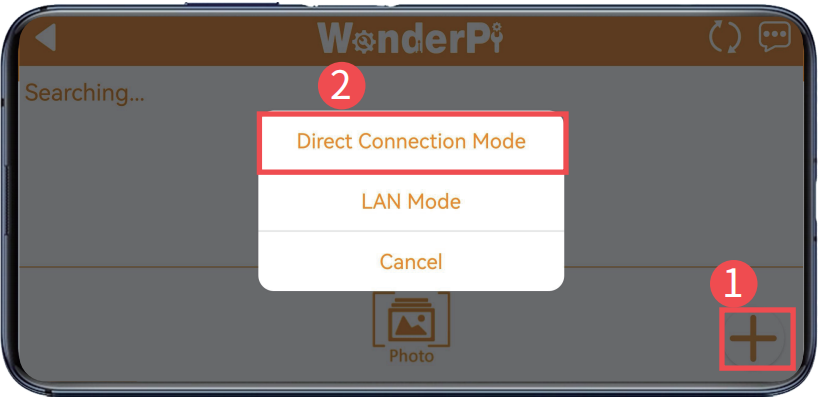 WonderPi
Searching...
2
Direct Connection Mode
LAN Mode
Cancel
1
Photo